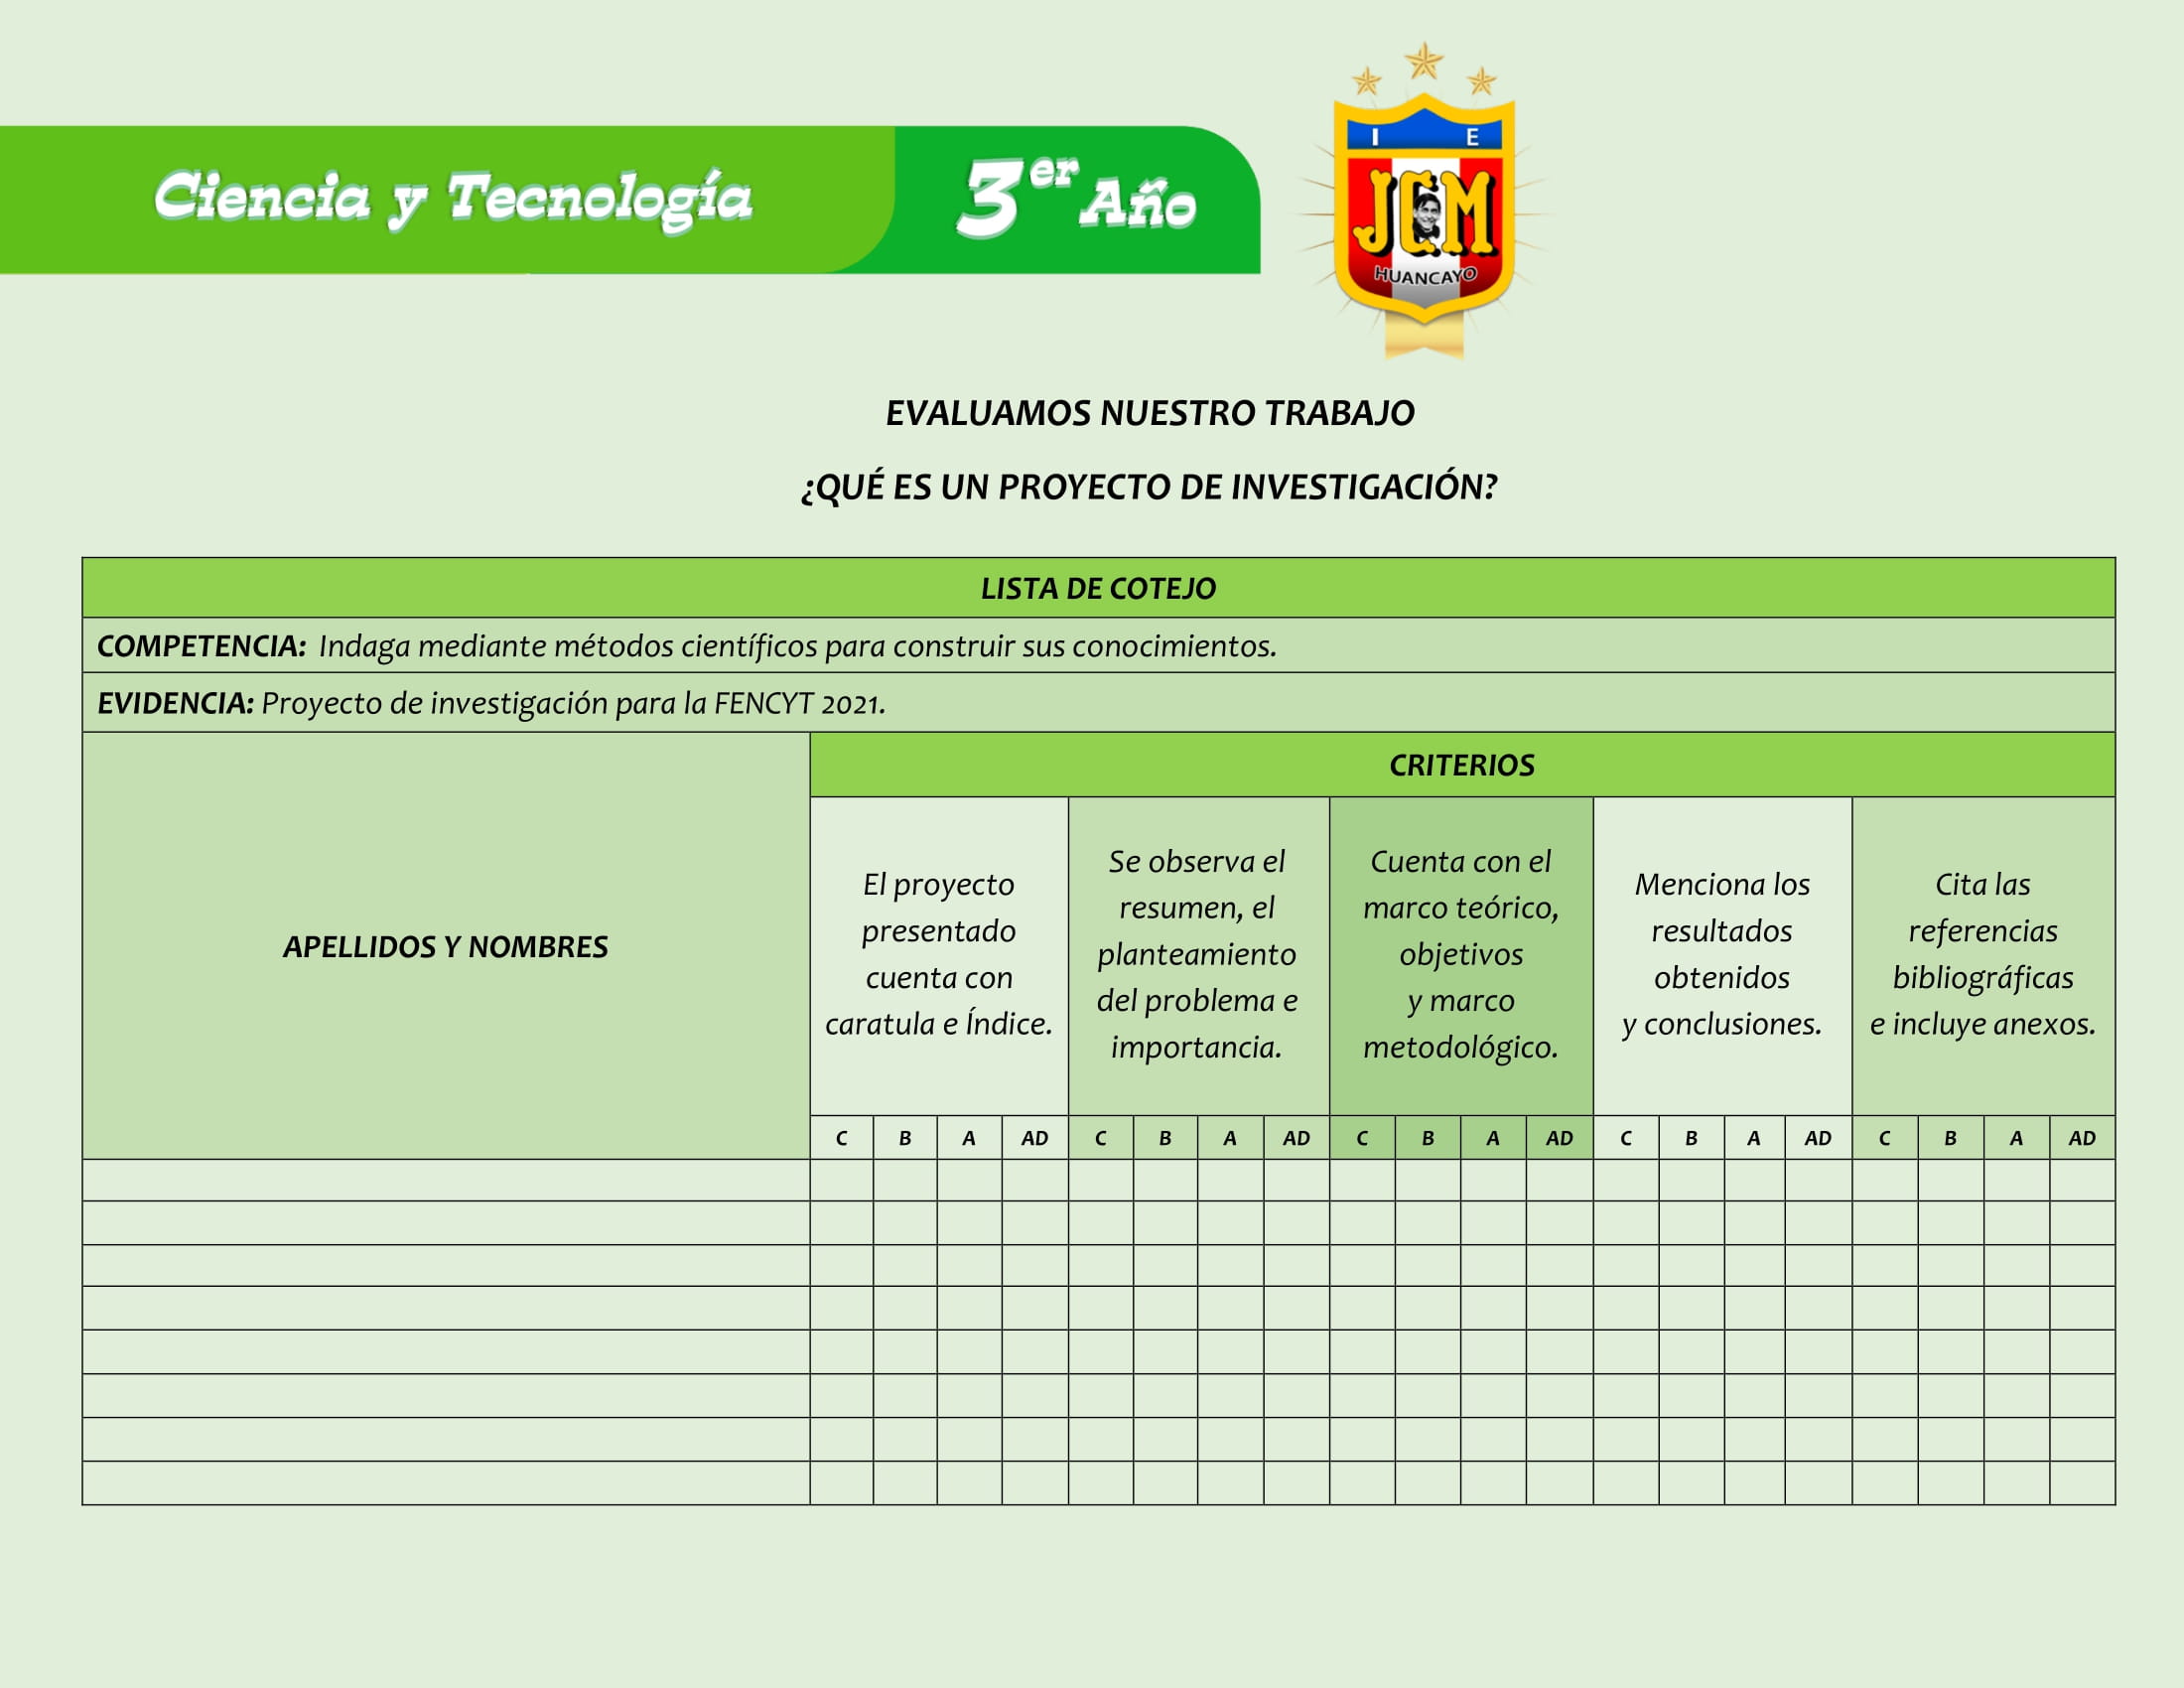 Ciencia y Tecnología
3er Año
I E
JCM
HUANCAYO
EVALUAMOS NUESTRO TRABAJO
¿QUÉ ES UN PROYECTO DE INVESTIGACIÓN?
LISTA DE COTEJO
COMPETENCIA: Indaga mediante métodos científicos para construir sus conocimientos.
EVIDENCIA: Proyecto de investigación para la FENCYT 2021.
APELLIDOS Y NOMBRES
CRITERIOS
El proyecto
presentado
cuenta con
caratula e Índice.
Se observa el
resumen, el
planteamiento
del problema e
importancia.
Cuenta con el
marco teórico,
objetivos
y marco
metodológico.
Menciona los
resultados
obtenidos
y conclusiones.
Cita las
referencias
bibliográficas
e incluye anexos.
C B A AD C B A AD C B A AD C B A AD C B A AD